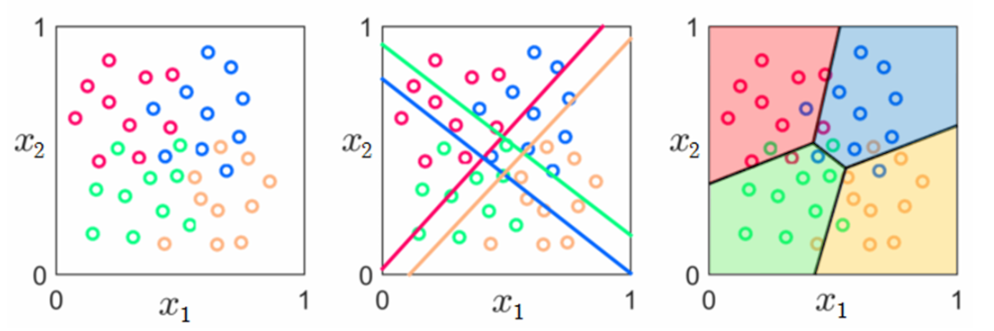 1 1 1
x₂ x₂ x₂
0 0 0
0 x₁ 1 0 x₁ 1 0 x₁ 1